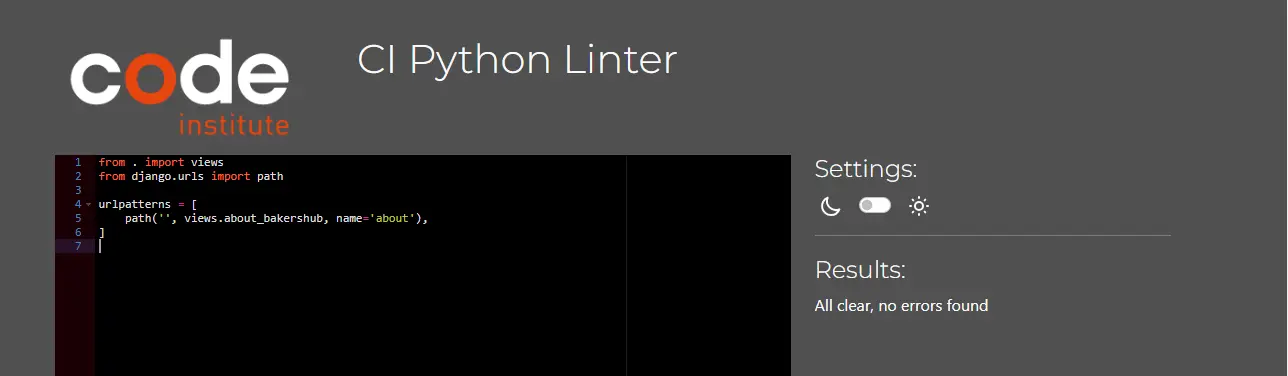 code
institute
CI Python Linter
1 from . import views
2 from django.urls import path
3
4 urlpatterns = [
5     path('', views.about_bakershub, name='about'),
6 ]
7
Settings:
Results:
All clear, no errors found